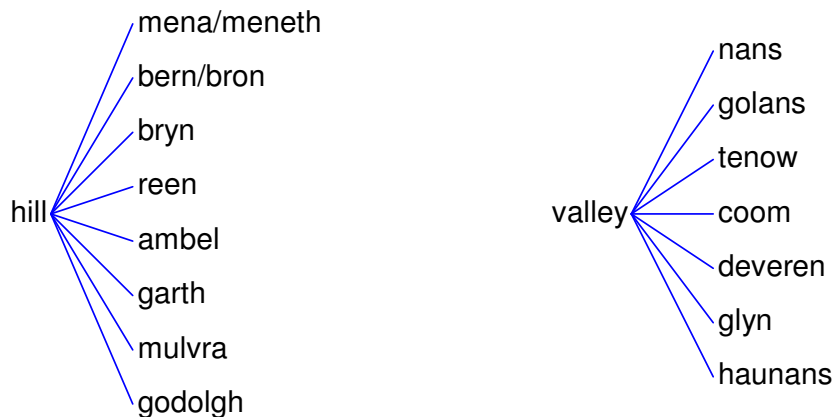 hill
mena/meneth
bern/bron
bryn
reen
ambel
garth
mulvra
godolgh
valley
nans
golans
tenow
coom
deveren
glyn
haunans